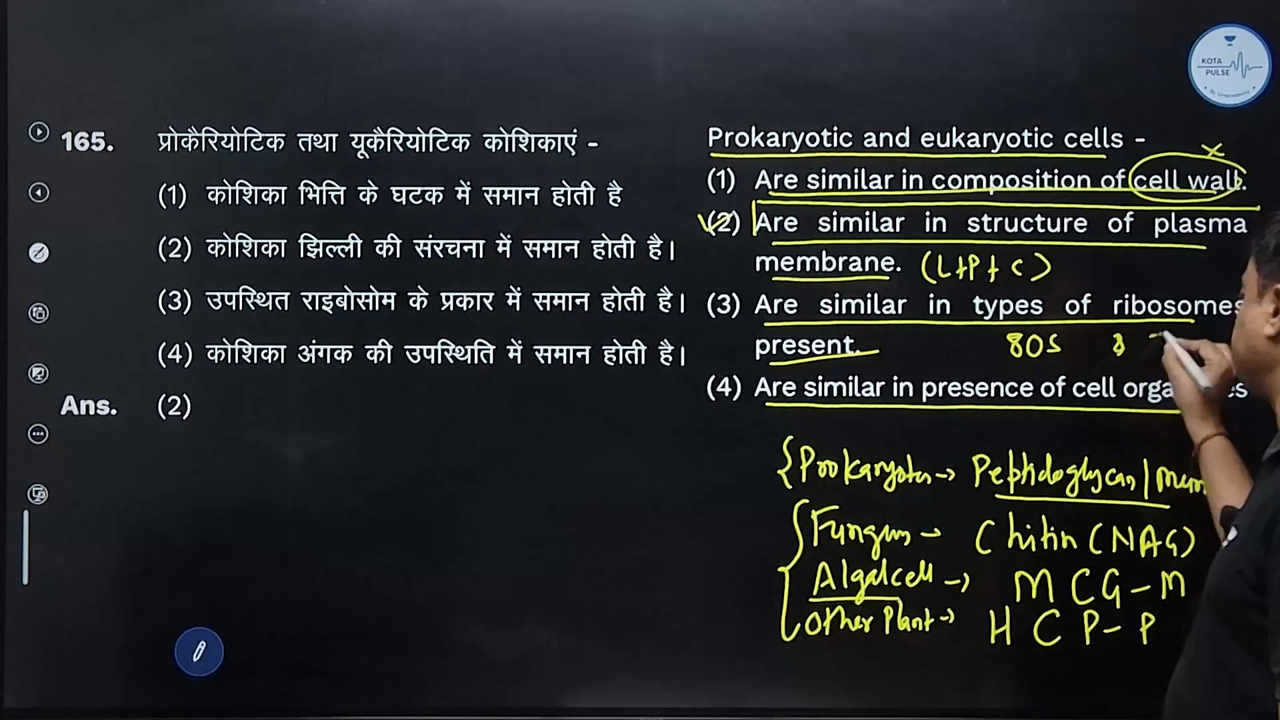 KOTA
PULSE
165. प्रोकैरियोटिक तथा यूकैरियोटिक कोशिकाएं -
(1) कोशिका भित्ति के घटक में समान होती है
(2) कोशिका झिल्ली की संरचना में समान होती है।
(3) उपस्थित राइबोसोम के प्रकार में समान होती है।
(4) कोशिका अंगक की उपस्थिति में समान होती है।
Ans. (2)
Prokaryotic and eukaryotic cells -
(1) Are similar in composition of cell wall.
(2) Are similar in structure of plasma
membrane. (L+P+C)
(3) Are similar in types of ribosomes
present. 80S
(4) Are similar in presence of cell
Prokaryotes → Peptidoglycan/
Fungus → Chitin (NAG)
Algal cell → M C G - M
Other Plant → H C P - P